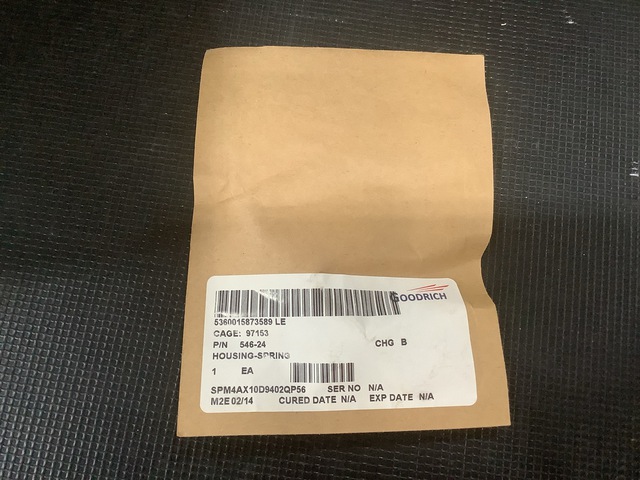 GOODRICH
5360015873589 LE
CAGE: 97153
P/N 546-24 CHG B
HOUSING-SPRING
1 EA
SPM4AX10D9402QP56 SER NO N/A
M2E 02/14 CURED DATE N/A EXP DATE N/A